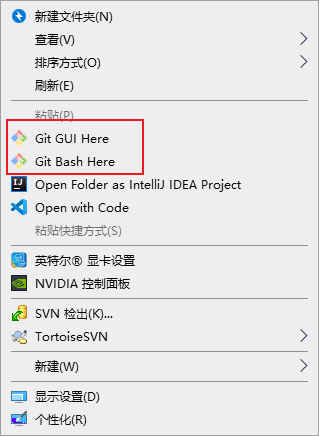 新建文件夹(N)
查看(V)
排序方式(O)
刷新(E)
粘贴(P)
Git GUI Here
Git Bash Here
Open Folder as IntelliJ IDEA Project
Open with Code
粘贴快捷方式(S)
英特尔® 显卡设置
NVIDIA 控制面板
SVN 检出(K)...
TortoiseSVN
新建(W)
显示设置(D)
个性化(R)